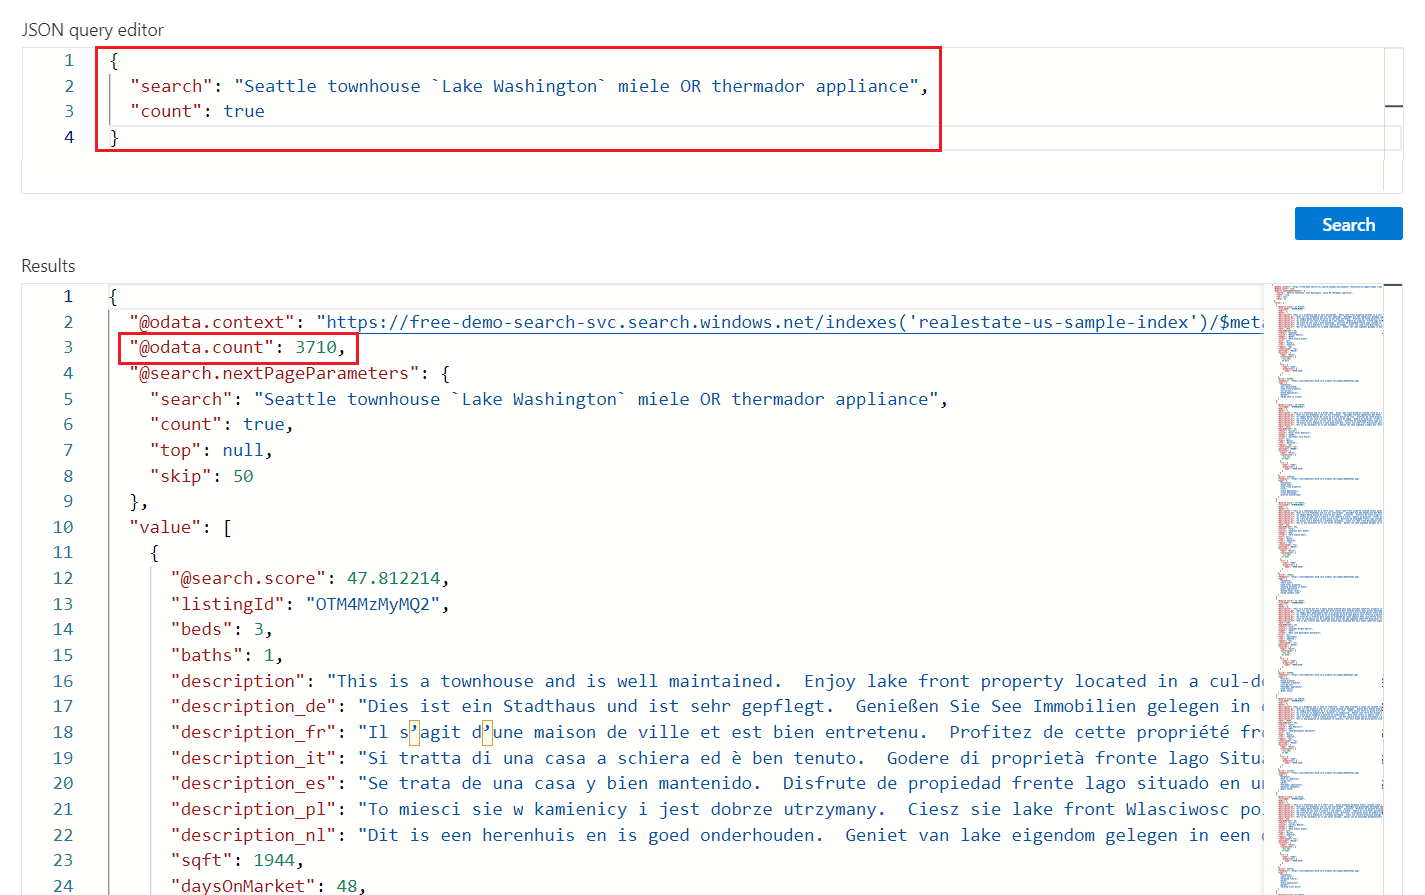 JSON query editor
1 {
2 "search": "Seattle townhouse `Lake Washington` miele OR thermador appliance",
3 "count": true
4 }
Search
Results
1 {
2 "@odata.context": "https://free-demo-search-svc.search.windows.net/indexes('realestate-us-sample-index')/$meta
3 "@odata.count": 3710,
4 "@search.nextPageParameters": {
5 "search": "Seattle townhouse `Lake Washington` miele OR thermador appliance",
6 "count": true,
7 "top": null,
8 "skip": 50
9 },
10 "value": [
11 {
12 "@search.score": 47.812214,
13 "listingId": "OTM4MzMyMQ2",
14 "beds": 3,
15 "baths": 1,
16 "description": "This is a townhouse and is well maintained.  Enjoy lake front property located in a cul-de
17 "description_de": "Dies ist ein Stadthaus und ist sehr gepflegt.  Genießen Sie See Immobilien gelegen in e
18 "description_fr": "Il s’agit d’une maison de ville et est bien entretenu.  Profitez de cette propriété fro
19 "description_it": "Si tratta di una casa a schiera ed è ben tenuto.  Godere di proprietà fronte lago Situa
20 "description_es": "Se trata de una casa y bien mantenido.  Disfrute de propiedad frente lago situado en un
21 "description_pl": "To miesci sie w kamienicy i jest dobrze utrzymany.  Ciesz sie lake front Wlasciwosc po
22 "description_nl": "Dit is een herenhuis en is goed onderhouden.  Geniet van lake eigendom gelegen in een
23 "sqft": 1944,
24 "daysOnMarket": 48,